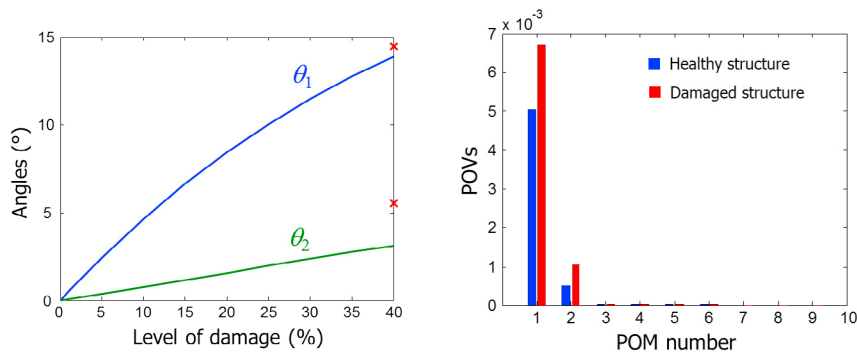 15
10
5
0
Angles (°)
θ1
θ2
0 5 10 15 20 25 30 35 40
Level of damage (%)
7 x 10⁻³
6
5
4
3
2
1
0
POVs
Healthy structure
Damaged structure
1 2 3 4 5 6 7 8 9 10
POM number